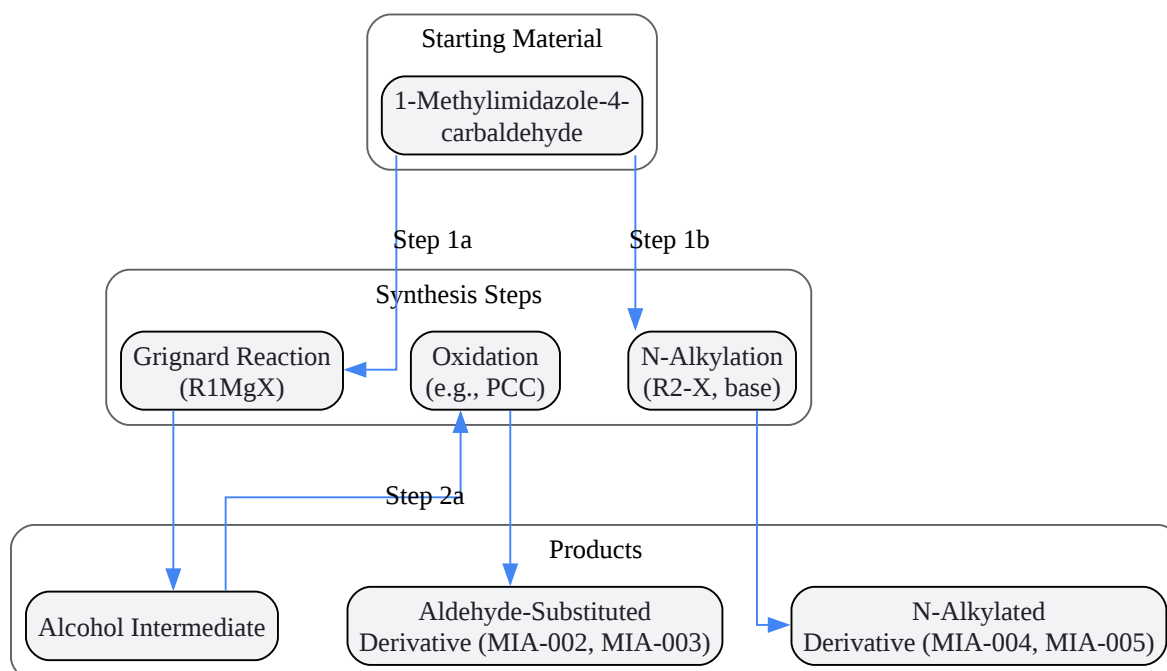 Starting Material
1-Methylimidazole-4-
carbaldehyde
Step 1a
Step 1b
Synthesis Steps
Grignard Reaction
(R1MgX)
Oxidation
(e.g., PCC)
N-Alkylation
(R2-X, base)
Step 2a
Products
Alcohol Intermediate
Aldehyde-Substituted
Derivative (MIA-002, MIA-003)
N-Alkylated
Derivative (MIA-004, MIA-005)